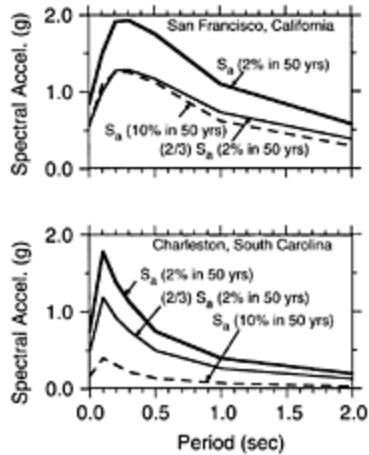 San Francisco, California
Spectral Accel. (g)
2.0
1.0
0.0
Sa (2% in 50 yrs)
Sa (10% in 50 yrs)
(2/3) Sa (2% in 50 yrs)
Charleston, South Carolina
Spectral Accel. (g)
2.0
1.0
0.0
Sa (2% in 50 yrs)
(2/3) Sa (2% in 50 yrs)
Sa (10% in 50 yrs)
0.0 0.5 1.0 1.5 2.0
Period (sec)